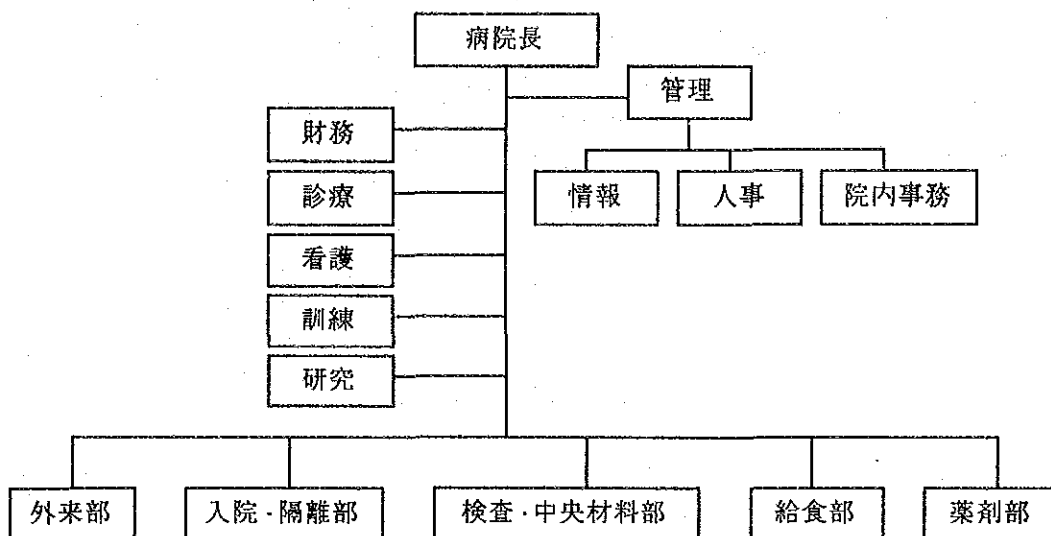 病院長
管理
財務
情報
人事
院内事務
診療
看護
訓練
研究
外来部
入院・隔離部
検査・中央材料部
給食部
薬剤部